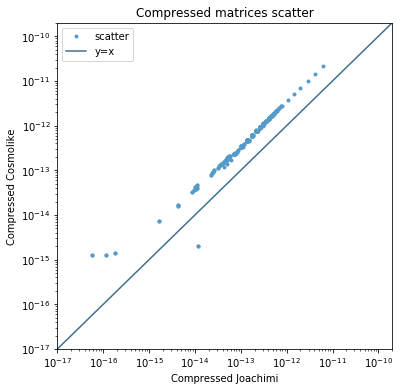 Compressed matrices scatter
scatter
y=x
Compressed Cosmolike
10⁻¹⁰
10⁻¹¹
10⁻¹²
10⁻¹³
10⁻¹⁴
10⁻¹⁵
10⁻¹⁶
10⁻¹⁷
10⁻¹⁷ 10⁻¹⁶ 10⁻¹⁵ 10⁻¹⁴ 10⁻¹³ 10⁻¹² 10⁻¹¹ 10⁻¹⁰
Compressed Joachimi